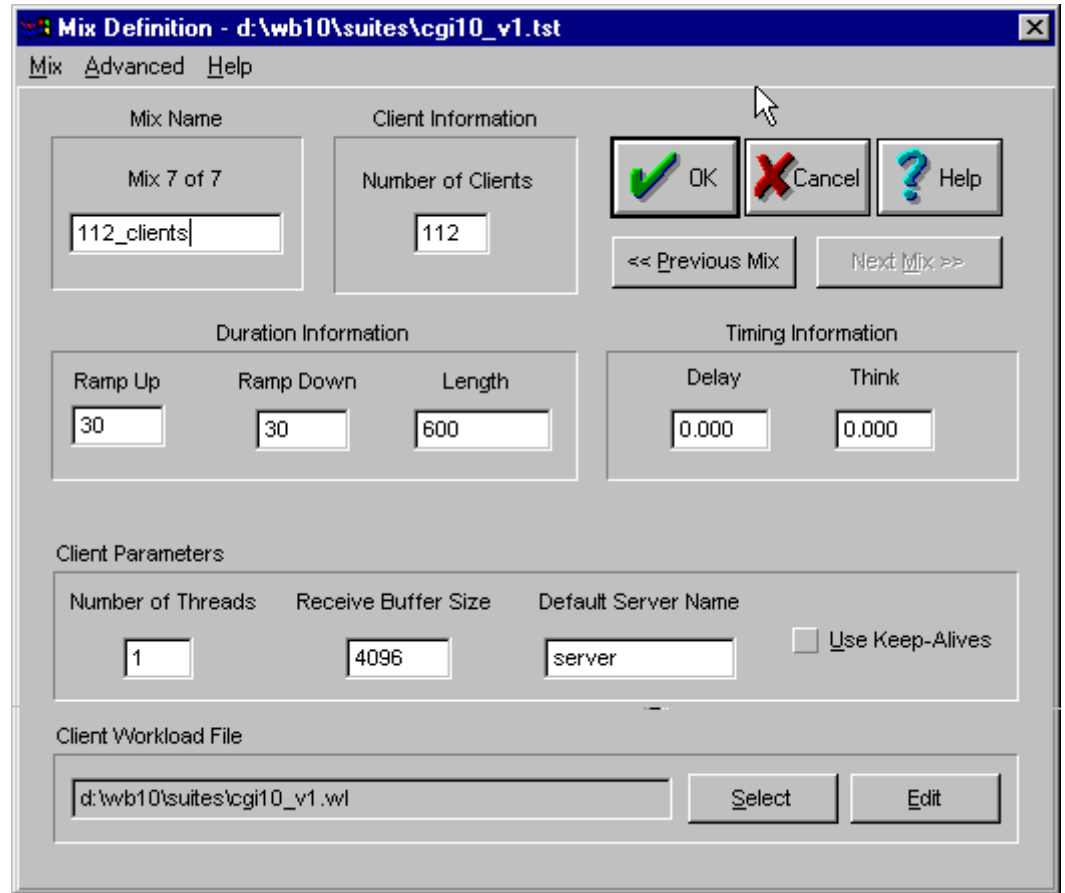 Mix Definition - d:\wb10\suites\cgi10_v1.tst
Mix Advanced Help
Mix Name
Mix 7 of 7
112_clients
Client Information
Number of Clients
112
OK
Cancel
Help
<< Previous Mix
Next Mix >>
Duration Information
Ramp Up
Ramp Down
Length
30
30
600
Timing Information
Delay
Think
0.000
0.000
Client Parameters
Number of Threads
Receive Buffer Size
Default Server Name
1
4096
server
Use Keep-Alives
Client Workload File
d:\wb10\suites\cgi10_v1.wl
Select
Edit